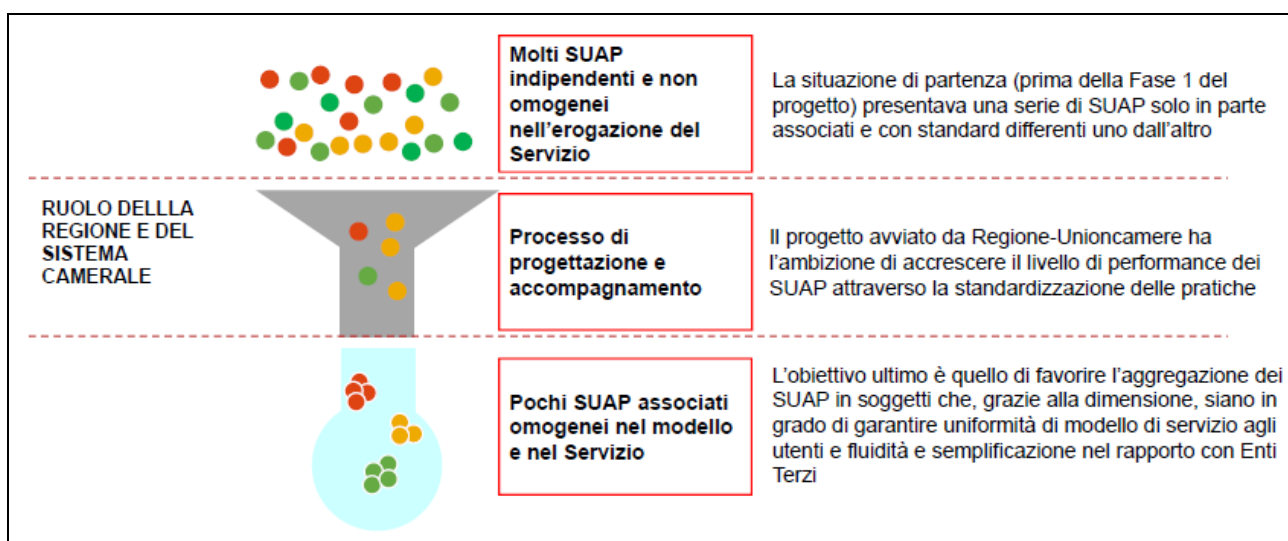 Molti SUAP
indipendenti e non
omogenei
nell'erogazione del
Servizio
La situazione di partenza (prima della Fase 1 del
progetto) presentava una serie di SUAP solo in parte
associati e con standard differenti uno dall'altro
RUOLO DELLLA
REGIONE E DEL
SISTEMA
CAMERALE
Processo di
progettazione e
accompagnamento
Il progetto avviato da Regione-Unioncamere ha
l'ambizione di accrescere il livello di performance dei
SUAP attraverso la standardizzazione delle pratiche
Pochi SUAP associati
omogenei nel modello
e nel Servizio
L'obiettivo ultimo è quello di favorire l'aggregazione dei
SUAP in soggetti che, grazie alla dimensione, siano in
grado di garantire uniformità di modello di servizio agli
utenti e fluidità e semplificazione nel rapporto con Enti
Terzi